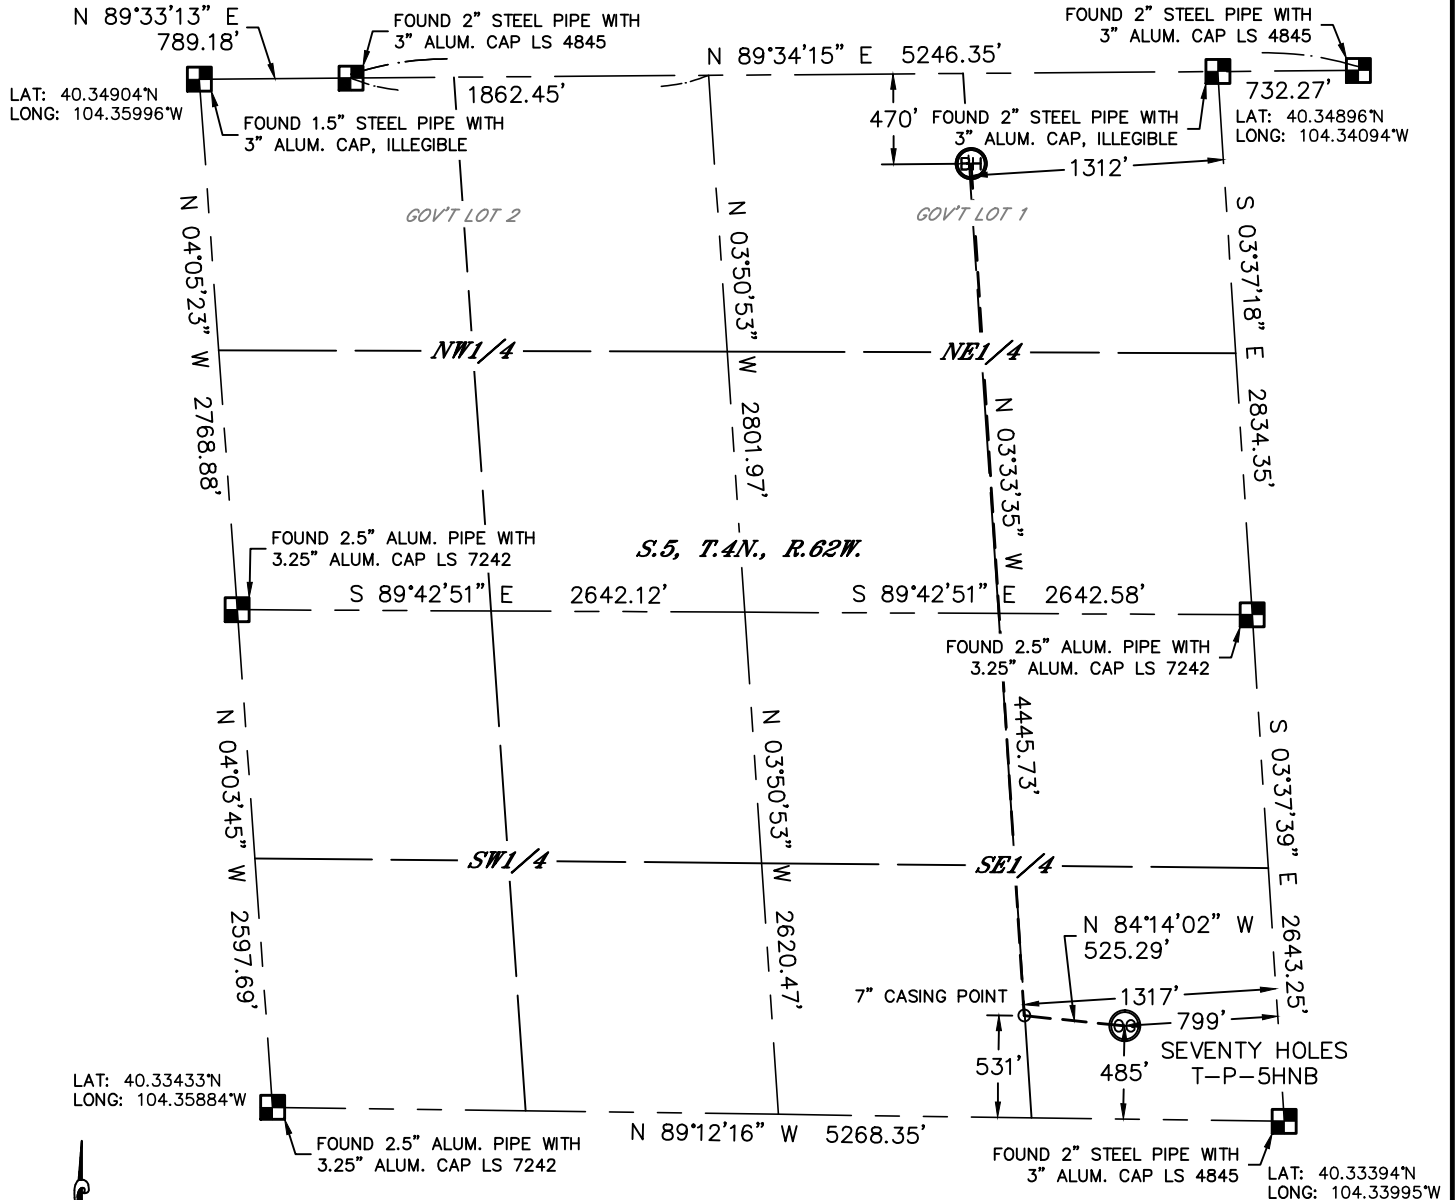 N 89°33'13" E
789.18'
FOUND 2" STEEL PIPE WITH
3" ALUM. CAP LS 4845
N 89°34'15" E 5246.35'
FOUND 2" STEEL PIPE WITH
3" ALUM. CAP LS 4845
LAT: 40.34904°N
LONG: 104.35996°W
1862.45'
732.27'
FOUND 1.5" STEEL PIPE WITH
3" ALUM. CAP, ILLEGIBLE
470'
FOUND 2" STEEL PIPE WITH
3" ALUM. CAP, ILLEGIBLE
LAT: 40.34896°N
LONG: 104.34094°W
BH
1312'
GOV'T LOT 2
GOV'T LOT 1
N 04°05'23" W 2768.88'
N 03°50'53" W 2801.97'
S 03°37'18" E 2834.35'
NW1/4
NE1/4
N 03°33'35" W 4445.73'
FOUND 2.5" ALUM. PIPE WITH
3.25" ALUM. CAP LS 7242
S.5, T.4N., R.62W.
S 89°42'51" E 2642.12'
S 89°42'51" E 2642.58'
FOUND 2.5" ALUM. PIPE WITH
3.25" ALUM. CAP LS 7242
N 04°03'45" W 2597.69'
N 03°50'53" W 2620.47'
S 03°37'39" E 2643.25'
SW1/4
SE1/4
N 84°14'02" W
525.29'
7" CASING POINT
1317'
799'
531'
485'
SEVENTY HOLES
T-P-5HNB
LAT: 40.33433°N
LONG: 104.35884°W
N 89°12'16" W 5268.35'
FOUND 2.5" ALUM. PIPE WITH
3.25" ALUM. CAP LS 7242
FOUND 2" STEEL PIPE WITH
3" ALUM. CAP LS 4845
LAT: 40.33394°N
LONG: 104.33995°W